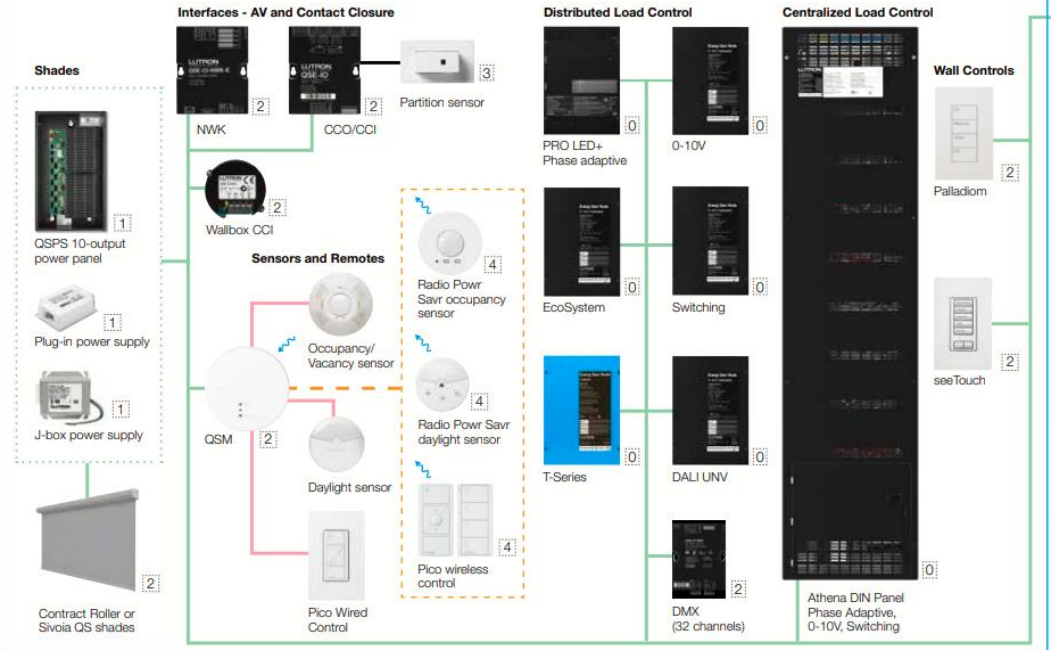 Interfaces - AV and Contact Closure
Distributed Load Control
Centralized Load Control
Shades
Wall Controls
LUTRON
QSE-CI-NWK-E
2
NWK
LUTRON
QSE-IO
2
CCO/CCI
3
Partition sensor
0
PRO LED+
Phase adaptive
0
0-10V
LUTRON
2
Palladiom
1
QSPS 10-output
power panel
2
Wallbox CCI
Sensors and Remotes
4
Radio Powr
Savr occupancy
sensor
0
EcoSystem
0
Switching
1
Plug-in power supply
Occupancy/
Vacancy sensor
2
seeTouch
1
J-box power supply
QSM
2
4
Radio Powr Savr
daylight sensor
0
T-Series
0
DALI UNV
Daylight sensor
4
Pico wireless
control
2
Contract Roller or
Sivoia QS shades
Pico Wired
Control
2
DMX
(32 channels)
0
Athena DIN Panel
Phase Adaptive,
0-10V, Switching